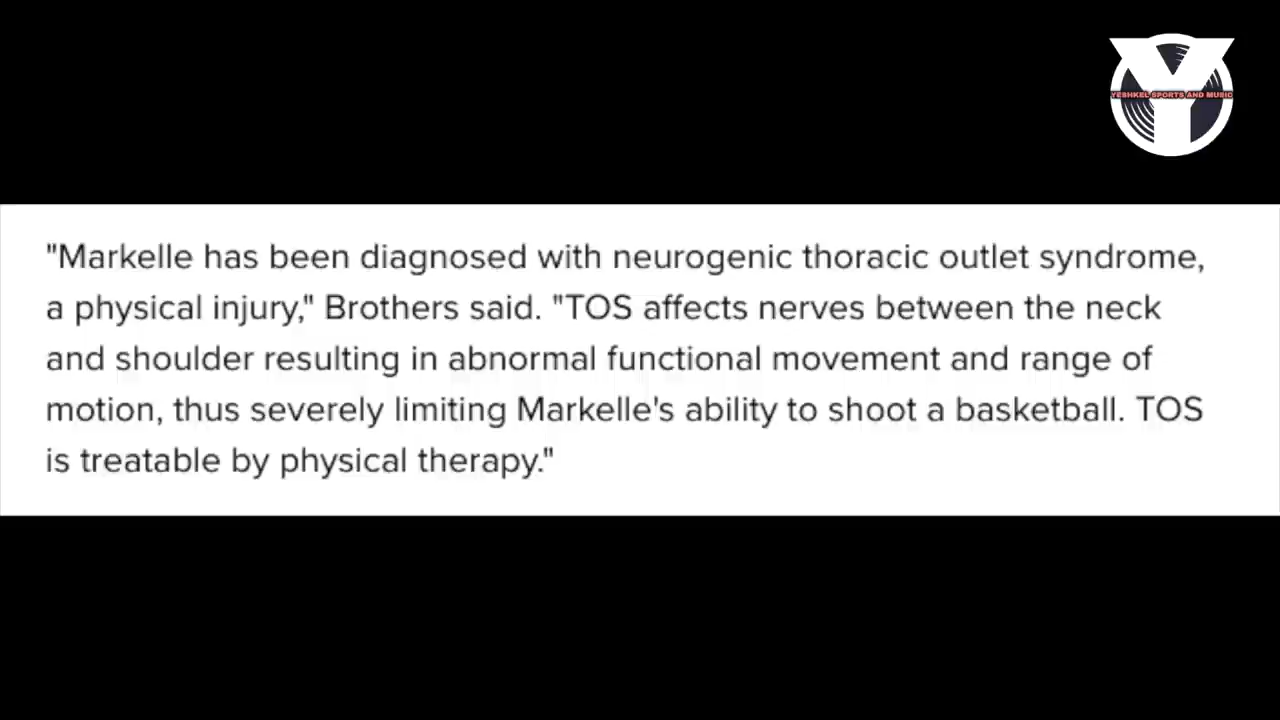 YESHKEL SPORTS AND MUSIC
"Markelle has been diagnosed with neurogenic thoracic outlet syndrome,
a physical injury," Brothers said. "TOS affects nerves between the neck
and shoulder resulting in abnormal functional movement and range of
motion, thus severely limiting Markelle's ability to shoot a basketball. TOS
is treatable by physical therapy."